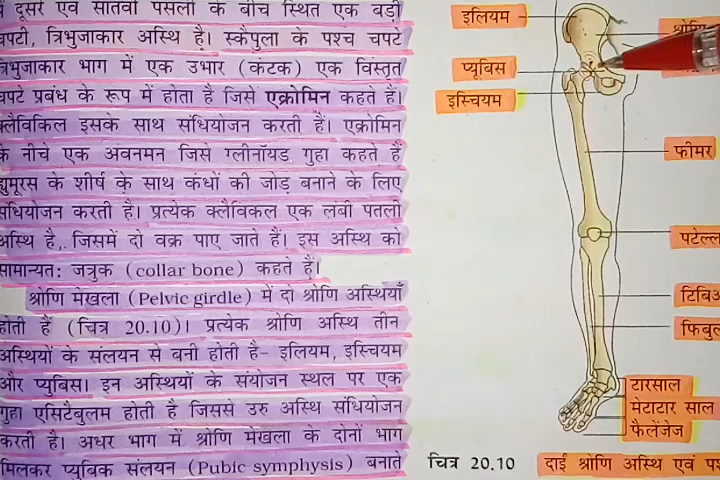 दूसरे एवं सातवीं पसली के बीच स्थित एक बड़ी
चपटी, त्रिभुजाकार अस्थि है। स्कैपुला के पश्च चपटे
त्रिभुजाकार भाग में एक उभार (कंटक) एक विस्तृत
चपटे प्रबंध के रूप में होता है जिसे एक्रोमिन कहते हैं।
क्लैविकिल इसके साथ संधियोजन करती है। एक्रोमिन
के नीचे एक अवनमन जिसे ग्लीनॉयड गुहा कहते हैं
ह्यूमरस के शीर्ष के साथ कंधों की जोड़ बनाने के लिए
संधियोजन करती है। प्रत्येक क्लैविकल एक लंबी पतली
अस्थि है, जिसमें दो वक्र पाए जाते हैं। इस अस्थि को
सामान्यत: जत्रुक (collar bone) कहते हैं।
श्रोणि मेखला (Pelvic girdle) में दो श्रोणि अस्थियाँ
होती हैं (चित्र 20.10)। प्रत्येक श्रोणि अस्थि तीन
अस्थियों के संलयन से बनी होती है- इलियम, इस्चियम
और प्यूबिस। इन अस्थियों के संयोजन स्थल पर एक
गुहा एसिटैबुलम होती है जिससे उरु अस्थि संधियोजन
करती है। अधर भाग में श्रोणि मेखला के दोनों भाग
मिलकर प्यूबिक संलयन (Pubic symphysis) बनाते
इलियम
प्यूबिस
इस्चियम
श्रोणि
फीमर
पटेल्ल
टिबिअ
फिबुल
टारसाल
मेटाटार साल
फैलेंजेज
चित्र 20.10 दाईं श्रोणि अस्थि एवं